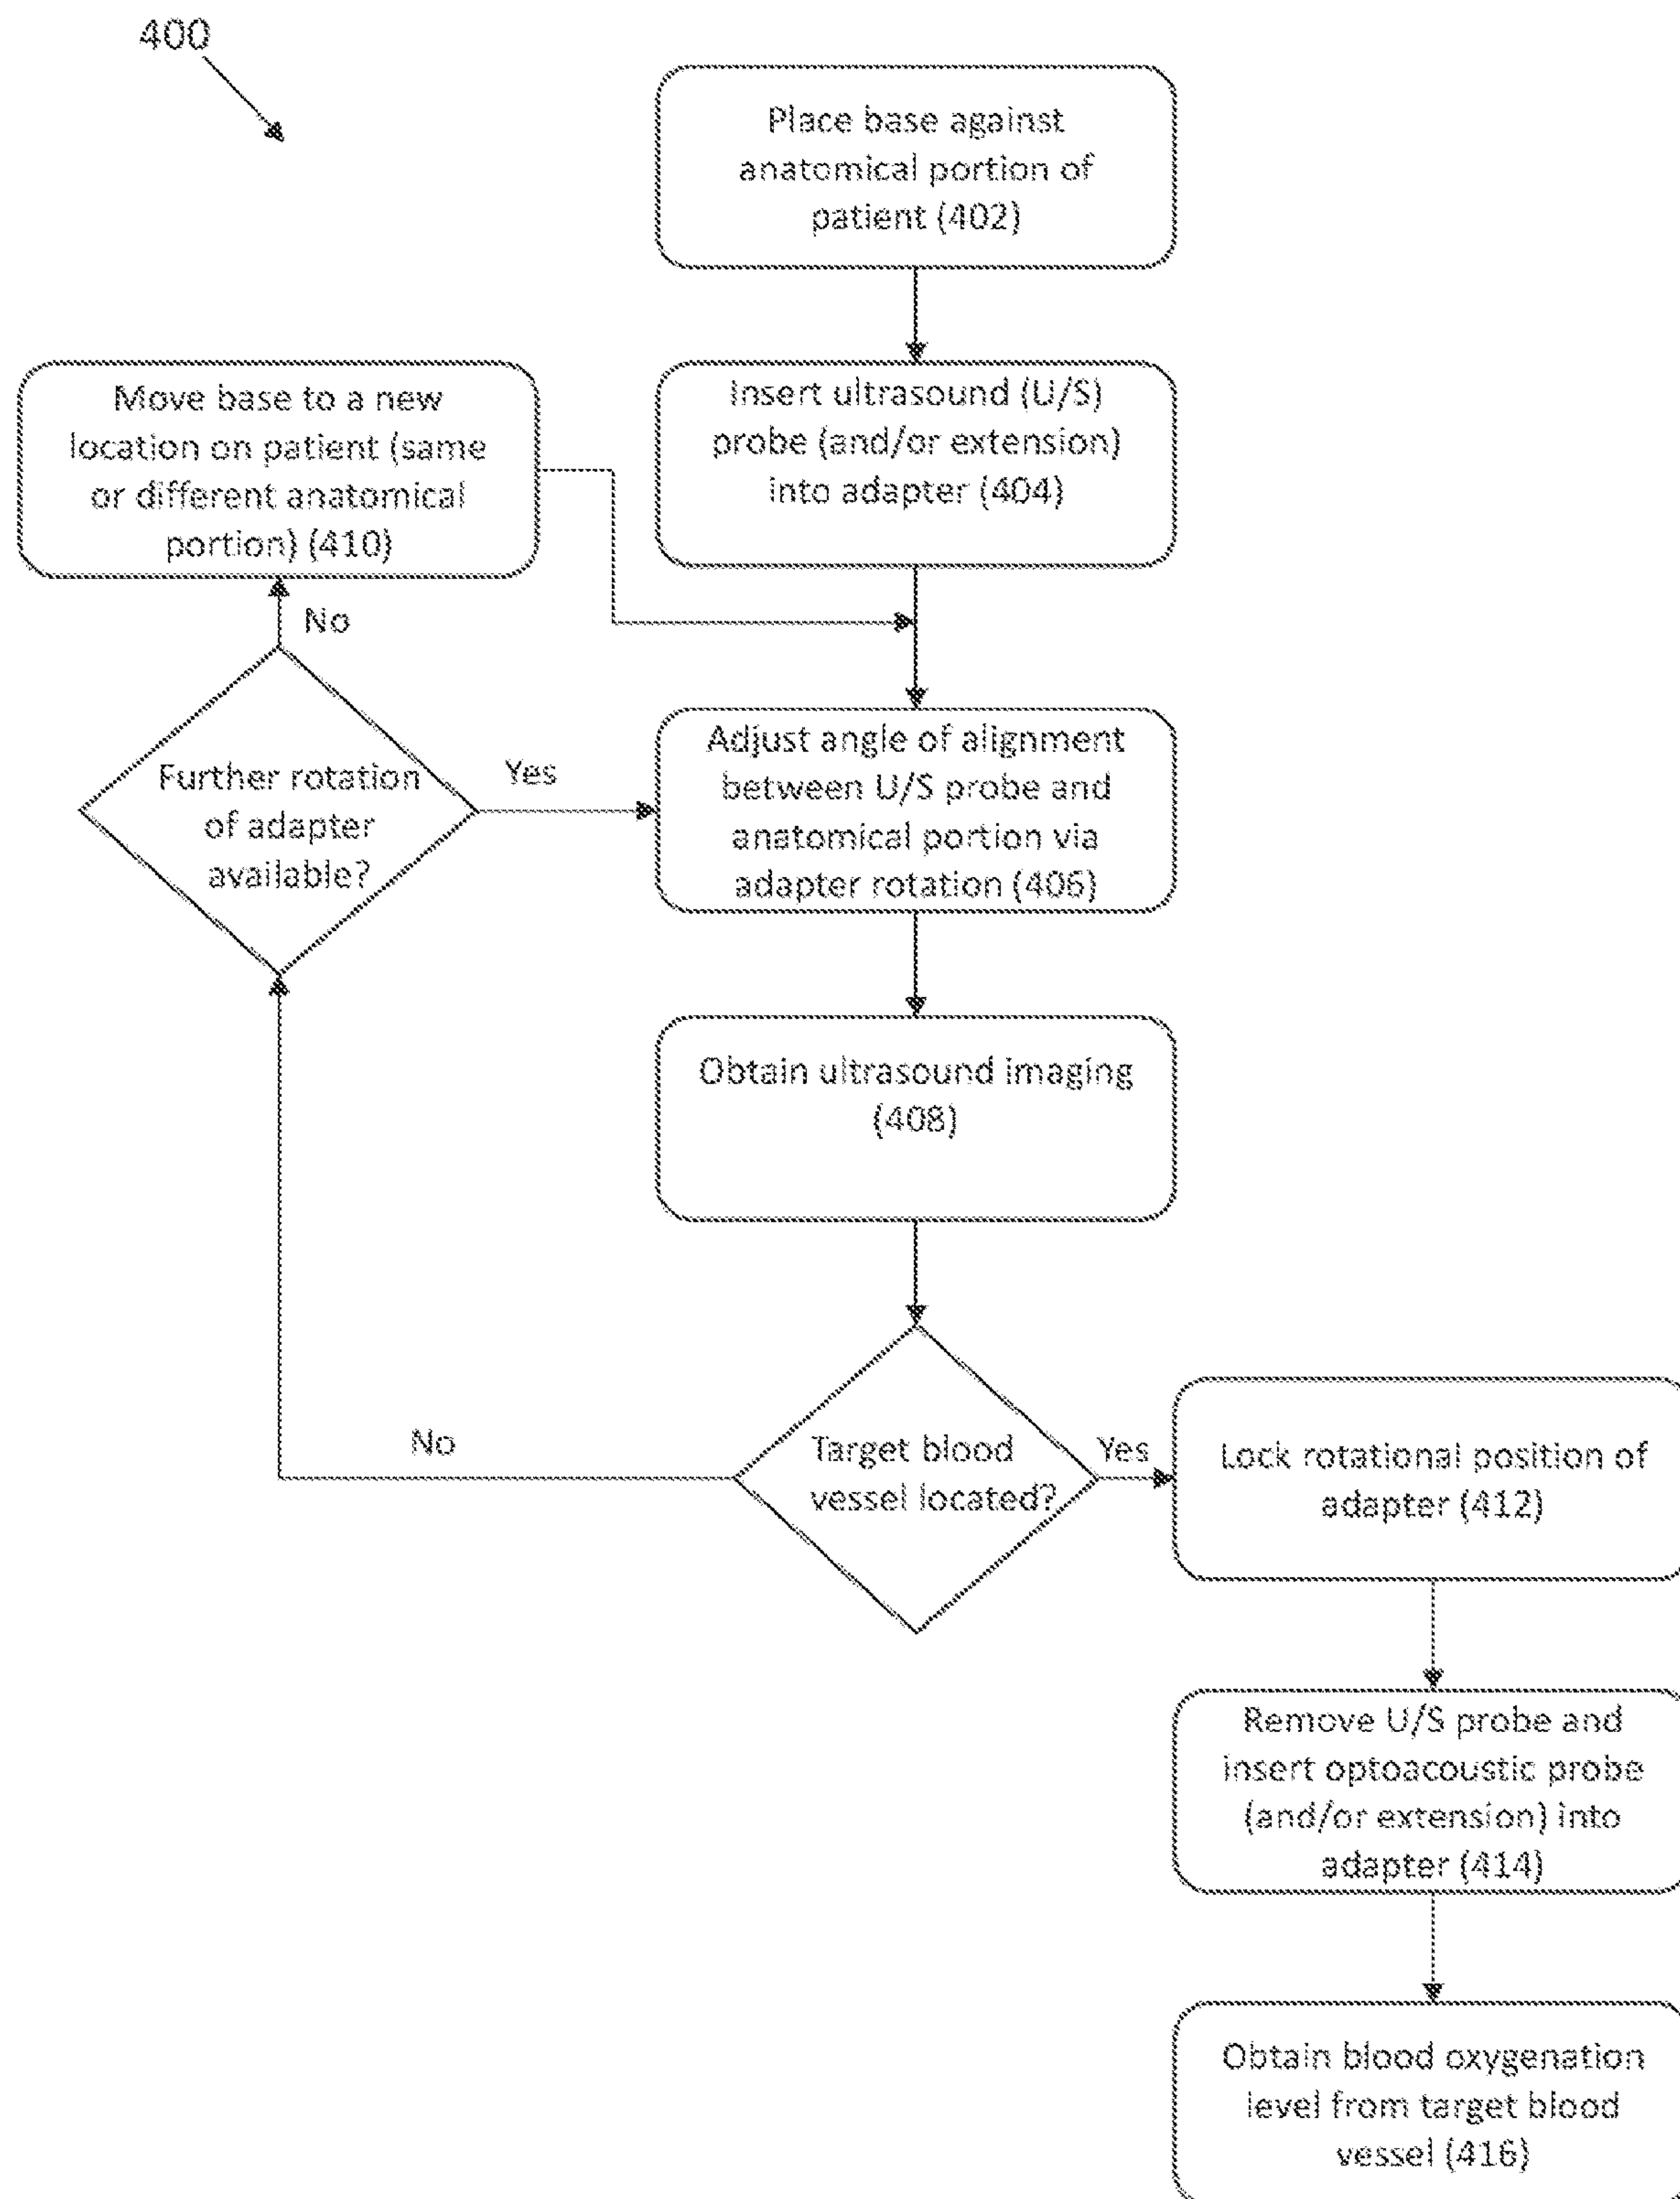 400
Place base against
anatomical portion of
patient (402)
Insert ultrasound (U/S)
probe (and/or extension)
into adapter (404)
Move base to a new
location on patient (same
or different anatomical
portion) (410)
No
Further rotation
of adapter
available?
Yes
Adjust angle of alignment
between U/S probe and
anatomical portion via
adapter rotation (406)
Obtain ultrasound imaging
(408)
Target blood
vessel located?
No
Yes
Lock rotational position of
adapter (412)
Remove U/S probe and
insert optoacoustic probe
(and/or extension) into
adapter (414)
Obtain blood oxygenation
level from target blood
vessel (416)